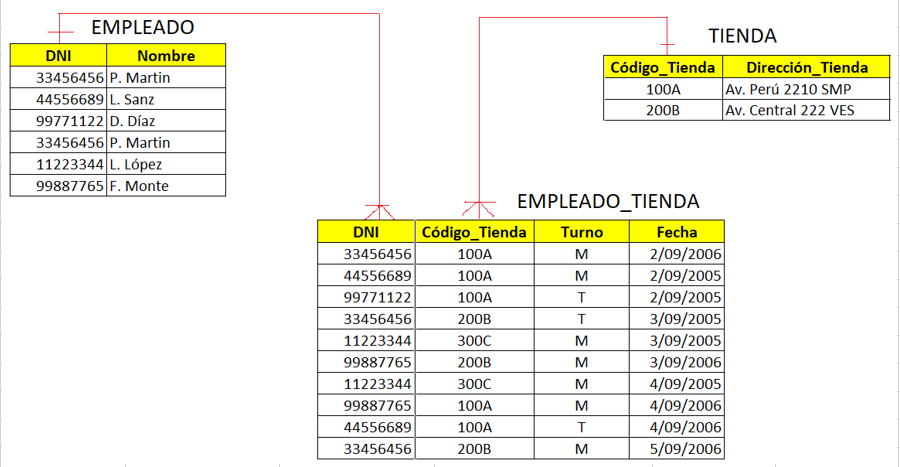 EMPLEADO
DNI Nombre
33456456 P. Martin
44556689 L. Sanz
99771122 D. Díaz
33456456 P. Martin
11223344 L. López
99887765 F. Monte
TIENDA
Código_Tienda Dirección_Tienda
100A Av. Perú 2210 SMP
200B Av. Central 222 VES
EMPLEADO_TIENDA
DNI Código_Tienda Turno Fecha
33456456 100A M 2/09/2006
44556689 100A M 2/09/2005
99771122 100A T 2/09/2005
33456456 200B T 3/09/2005
11223344 300C M 3/09/2005
99887765 200B M 3/09/2006
11223344 300C M 4/09/2005
99887765 100A M 4/09/2006
44556689 100A T 4/09/2006
33456456 200B M 5/09/2006